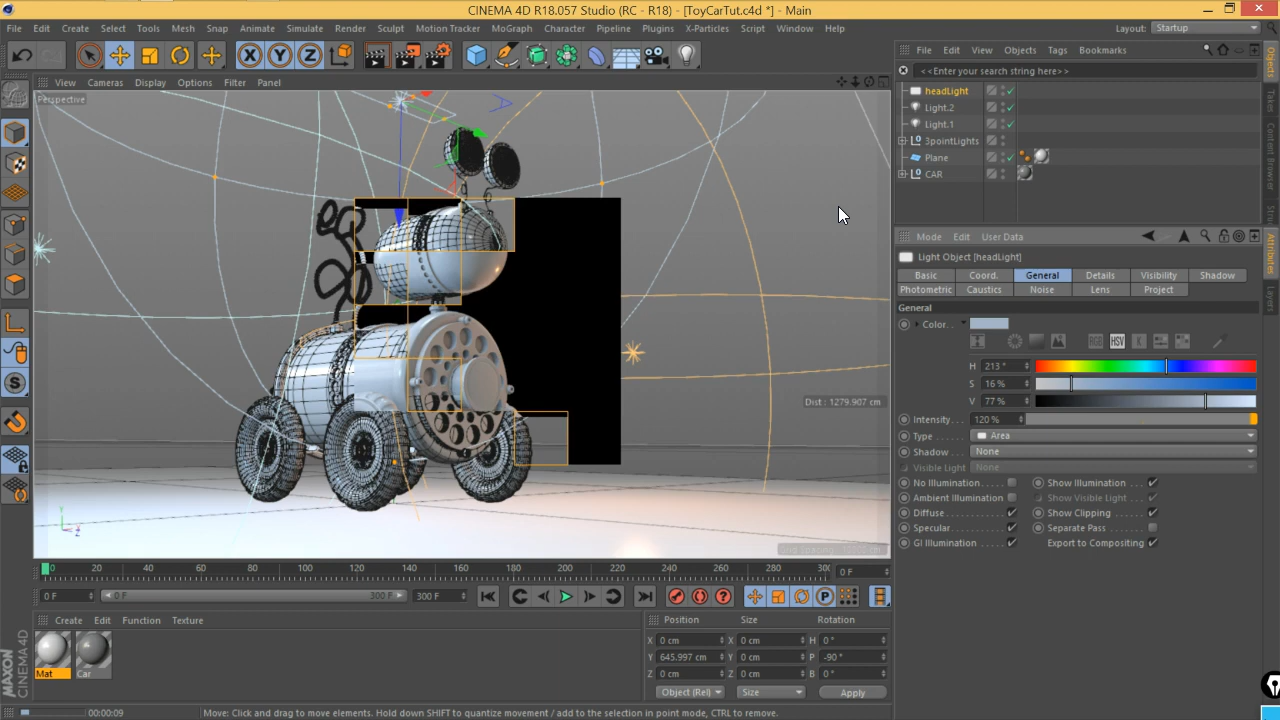 CINEMA 4D R18.057 Studio (RC - R18) - [ToyCarTut.c4d *] - Main
File Edit Create Select Tools Mesh Snap Animate Simulate Render Sculpt Motion Tracker MoGraph Character Pipeline Plugins X-Particles Script Window Help Layout: Startup
X Y Z
File Edit View Objects Tags Bookmarks
<<Enter your search string here>>
View Cameras Display Options Filter Panel
Perspective
headLight
Light.2
Light.1
3pointLights
Plane
CAR
Objects
Takes
Content Browser
Attributes
Layers
Mode Edit User Data
Light Object [headLight]
Basic Coord. General Details Visibility Shadow
Photometric Caustics Noise Lens Project
General
Color...
RGB HSV K
H 213 °
S 16 %
V 77 %
Intensity. 120 %
Type Area
Shadow. None
Visible Light None
No Illumination. Show Illumination
Ambient Illumination Show Visible Light
Diffuse Show Clipping
Specular Separate Pass
GI Illumination Export to Compositing
Dist : 1279.907 cm
0 20 40 60 80 100 120 140 160 180 200 220 240 260 280 300 0 F
0 F 0 F 300 F 300 F
Create Edit Function Texture
Mat Car
Position Size Rotation
X 0 cm X 0 cm H 0 °
Y 645.997 cm Y 0 cm P -90 °
Z 0 cm Z 0 cm B 0 °
Object (Rel) Size Apply
MAXON CINEMA 4D
00:00:09 Move: Click and drag to move elements. Hold down SHIFT to quantize movement / add to the selection in point mode, CTRL to remove.